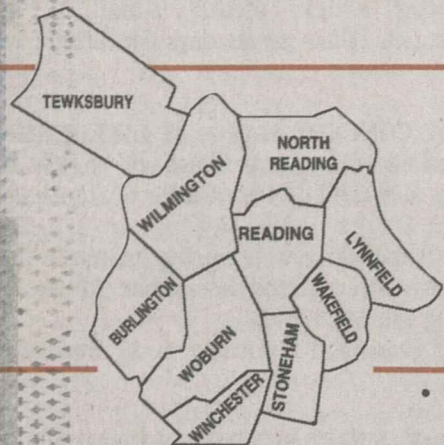 TEWKSBURY
NORTH
READING
WILMINGTON
READING
LYNNFIELD
BURLINGTON
WAKEFIELD
WOBURN
STONEHAM
WINCHESTER